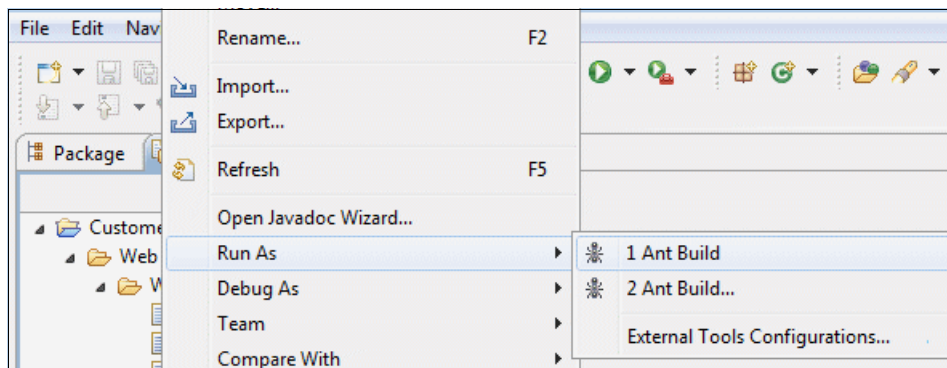 File Edit Nav
Rename... F2
Import...
Export...
Package
Refresh F5
Open Javadoc Wizard...
Custome
Run As
1 Ant Build
Web
Debug As
2 Ant Build...
W
Team
External Tools Configurations...
Compare With